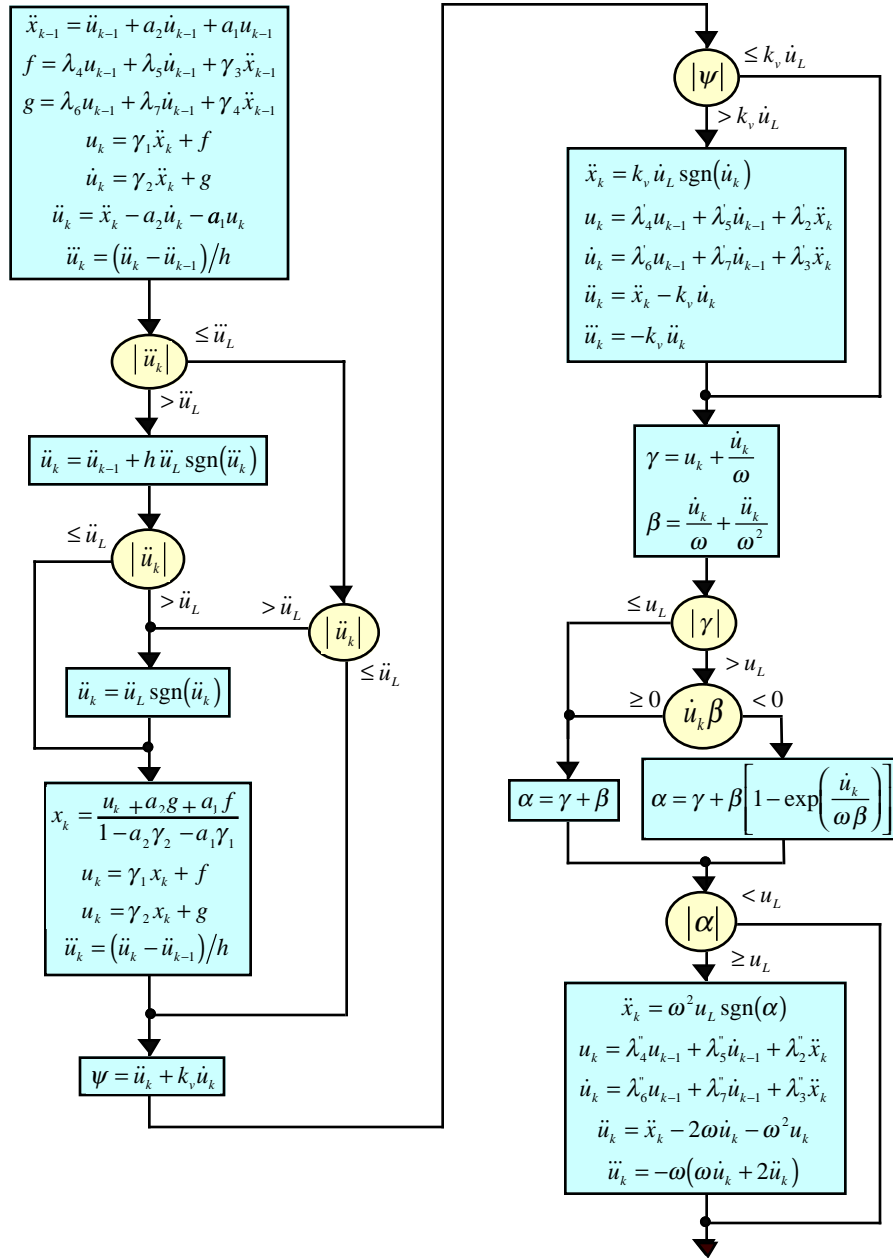 ẍ_{k-1} = ü_{k-1} + a_2 u̇_{k-1} + a_1 u_{k-1}
f = λ_4 u_{k-1} + λ_5 u̇_{k-1} + γ_3 ẍ_{k-1}
g = λ_6 u_{k-1} + λ_7 u̇_{k-1} + γ_4 ẍ_{k-1}
u_k = γ_1 ẍ_k + f
u̇_k = γ_2 ẍ_k + g
ü_k = ẍ_k - a_2 u̇_k - a_1 u_k
u⃛_k = (ü_k - ü_{k-1})/h
≤ u⃛_L
|u⃛_k|
> u⃛_L
ü_k = ü_{k-1} + h u⃛_L sgn(u⃛_k)
≤ ü_L
|ü_k|
> ü_L
> ü_L
|ü_k|
≤ ü_L
ü_k = ü_L sgn(ü_k)
x_k = (u_k + a_2 g + a_1 f)/(1 - a_2 γ_2 - a_1 γ_1)
u_k = γ_1 x_k + f
u_k = γ_2 x_k + g
u⃛_k = (ü_k - ü_{k-1})/h
ψ = ü_k + k_v u̇_k
≤ k_v u̇_L
|ψ|
> k_v u̇_L
ẍ_k = k_v u̇_L sgn(u̇_k)
u_k = λ'_4 u_{k-1} + λ'_5 u̇_{k-1} + λ'_2 ẍ_k
u̇_k = λ'_6 u_{k-1} + λ'_7 u̇_{k-1} + λ'_3 ẍ_k
ü_k = ẍ_k - k_v u̇_k
u⃛_k = -k_v ü_k
γ = u_k + u̇_k/ω
β = u̇_k/ω + ü_k/ω²
≤ u_L
|γ|
> u_L
≥ 0
u̇_k β
< 0
α = γ + β
α = γ + β[1 - exp(u̇_k/(ωβ))]
< u_L
|α|
≥ u_L
ẍ_k = ω² u_L sgn(α)
u_k = λ"_4 u_{k-1} + λ"_5 u̇_{k-1} + λ"_2 ẍ_k
u̇_k = λ"_6 u_{k-1} + λ"_7 u̇_{k-1} + λ"_3 ẍ_k
ü_k = ẍ_k - 2ωu̇_k - ω² u_k
u⃛_k = -ω(ωu̇_k + 2ü_k)